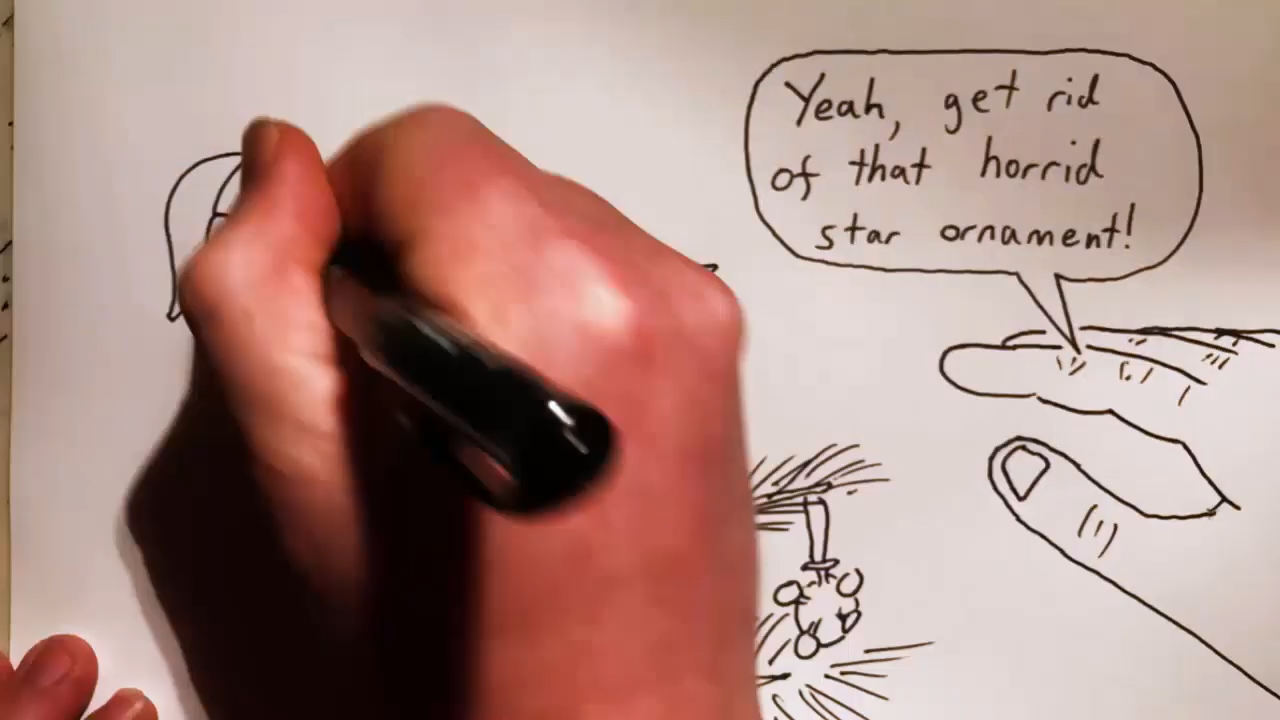 Yeah, get rid
of that horrid
star ornament!